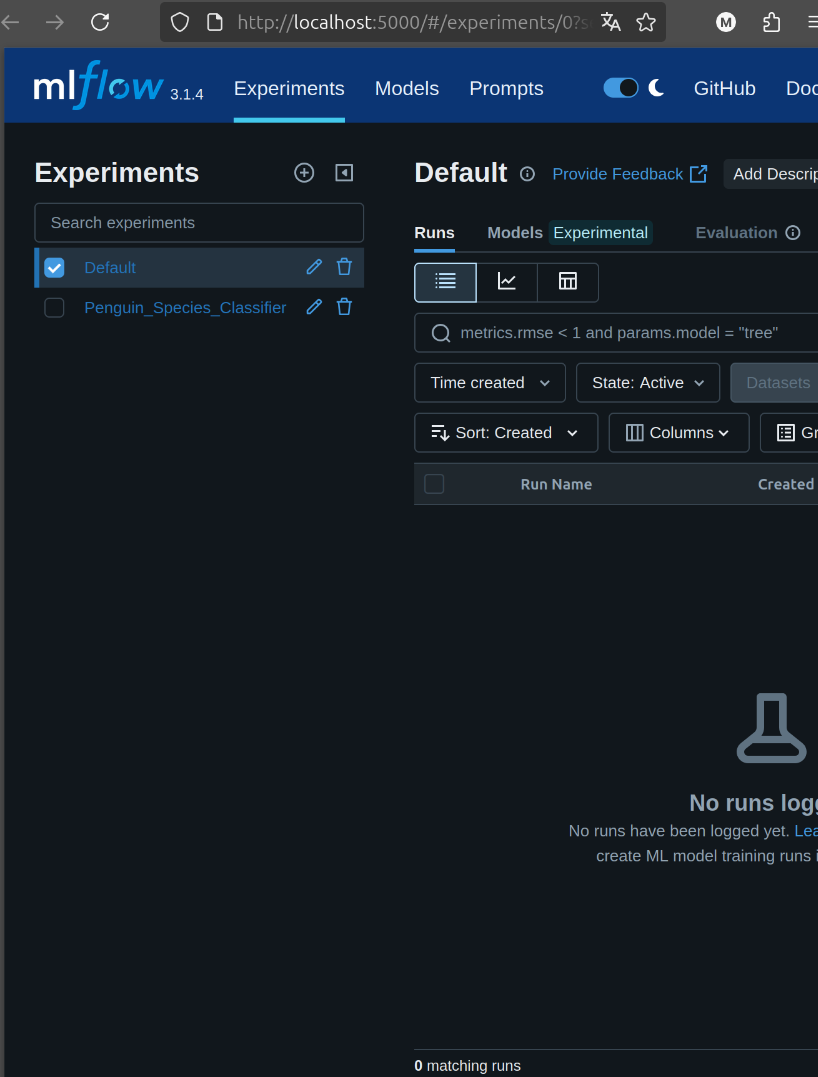 http://localhost:5000/#/experiments/0?s
M
mlflow 3.1.4 Experiments Models Prompts GitHub Doc
Experiments
Search experiments
Default
Penguin_Species_Classifier
Default Provide Feedback Add Descrip
Runs Models Experimental Evaluation
metrics.rmse < 1 and params.model = "tree"
Time created State: Active Datasets
Sort: Created Columns Gr
Run Name Created
No runs logg
No runs have been logged yet. Lea
create ML model training runs i
0 matching runs